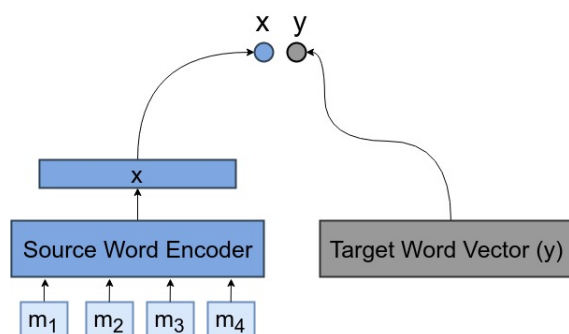 x y
x
Source Word Encoder
Target Word Vector (y)
m1 m2 m3 m4